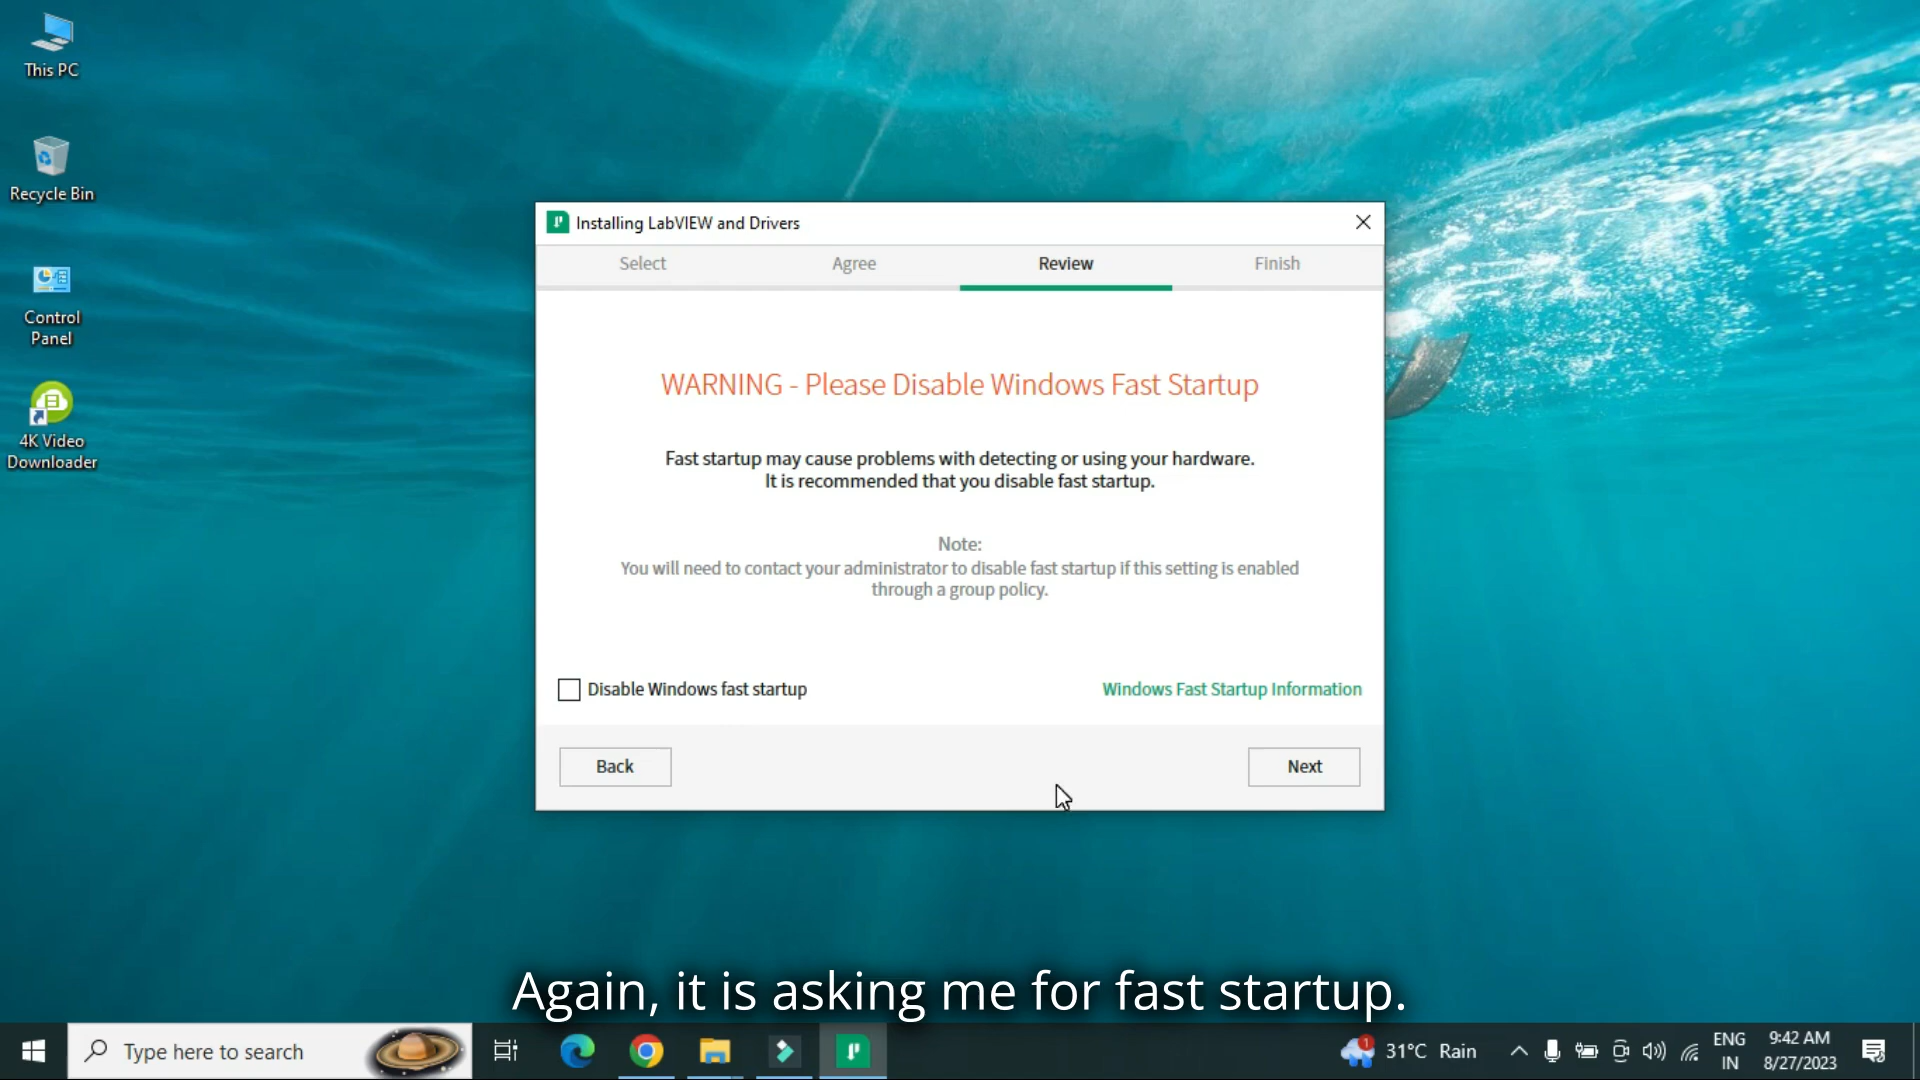 This PC
Recycle Bin
Control
Panel
4K Video
Downloader
Installing LabVIEW and Drivers
Select
Agree
Review
Finish
WARNING - Please Disable Windows Fast Startup
Fast startup may cause problems with detecting or using your hardware.
It is recommended that you disable fast startup.
Note:
You will need to contact your administrator to disable fast startup if this setting is enabled
through a group policy.
Disable Windows fast startup
Windows Fast Startup Information
Back
Next
Again, it is asking me for fast startup.
Type here to search
1
31°C Rain
ENG
IN
9:42 AM
8/27/2023